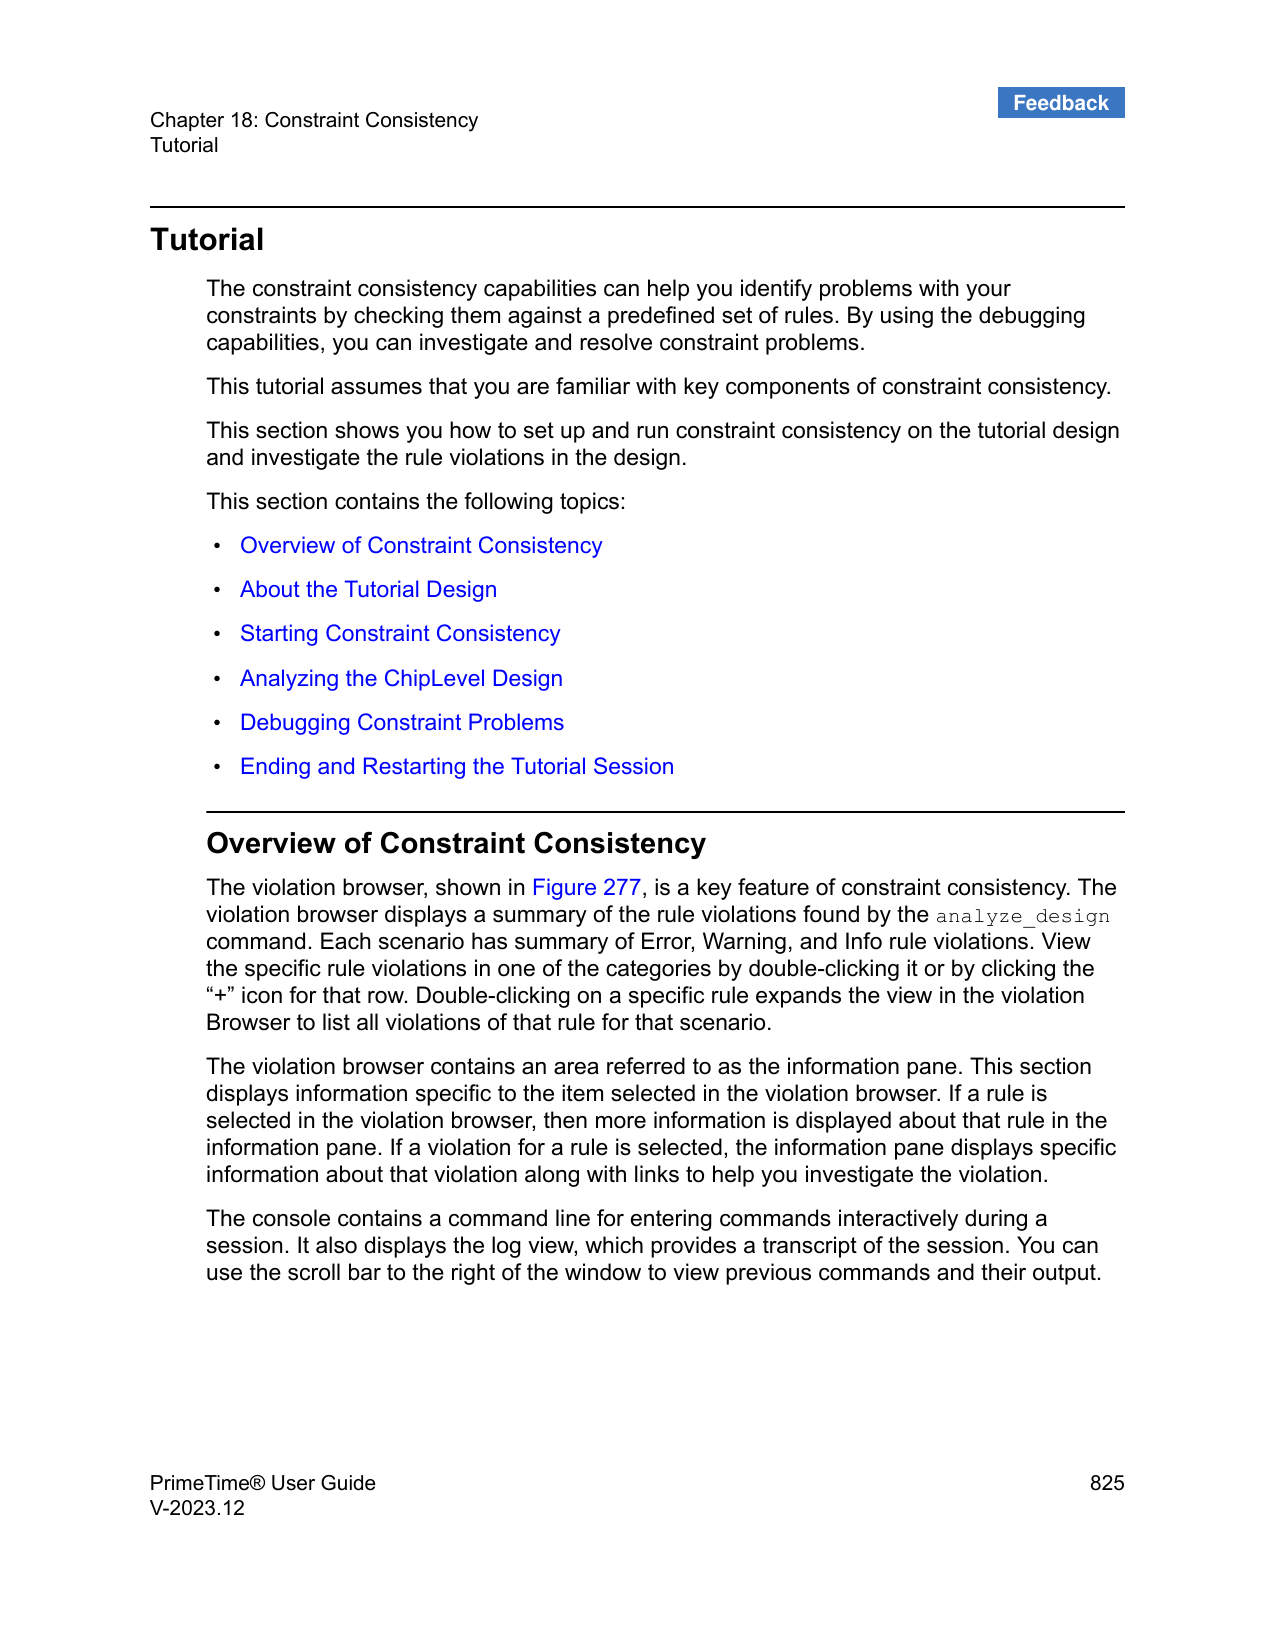 Feedback
Chapter 18: Constraint Consistency
Tutorial
Tutorial
The constraint consistency capabilities can help you identify problems with your
constraints by checking them against a predefined set of rules. By using the debugging
capabilities, you can investigate and resolve constraint problems.
This tutorial assumes that you are familiar with key components of constraint consistency.
This section shows you how to set up and run constraint consistency on the tutorial design
and investigate the rule violations in the design.
This section contains the following topics:
• Overview of Constraint Consistency
• About the Tutorial Design
• Starting Constraint Consistency
• Analyzing the ChipLevel Design
• Debugging Constraint Problems
• Ending and Restarting the Tutorial Session
Overview of Constraint Consistency
The violation browser, shown in Figure 277, is a key feature of constraint consistency. The
violation browser displays a summary of the rule violations found by the analyze_design
command. Each scenario has summary of Error, Warning, and Info rule violations. View
the specific rule violations in one of the categories by double-clicking it or by clicking the
“+” icon for that row. Double-clicking on a specific rule expands the view in the violation
Browser to list all violations of that rule for that scenario.
The violation browser contains an area referred to as the information pane. This section
displays information specific to the item selected in the violation browser. If a rule is
selected in the violation browser, then more information is displayed about that rule in the
information pane. If a violation for a rule is selected, the information pane displays specific
information about that violation along with links to help you investigate the violation.
The console contains a command line for entering commands interactively during a
session. It also displays the log view, which provides a transcript of the session. You can
use the scroll bar to the right of the window to view previous commands and their output.
PrimeTime® User Guide 825
V-2023.12